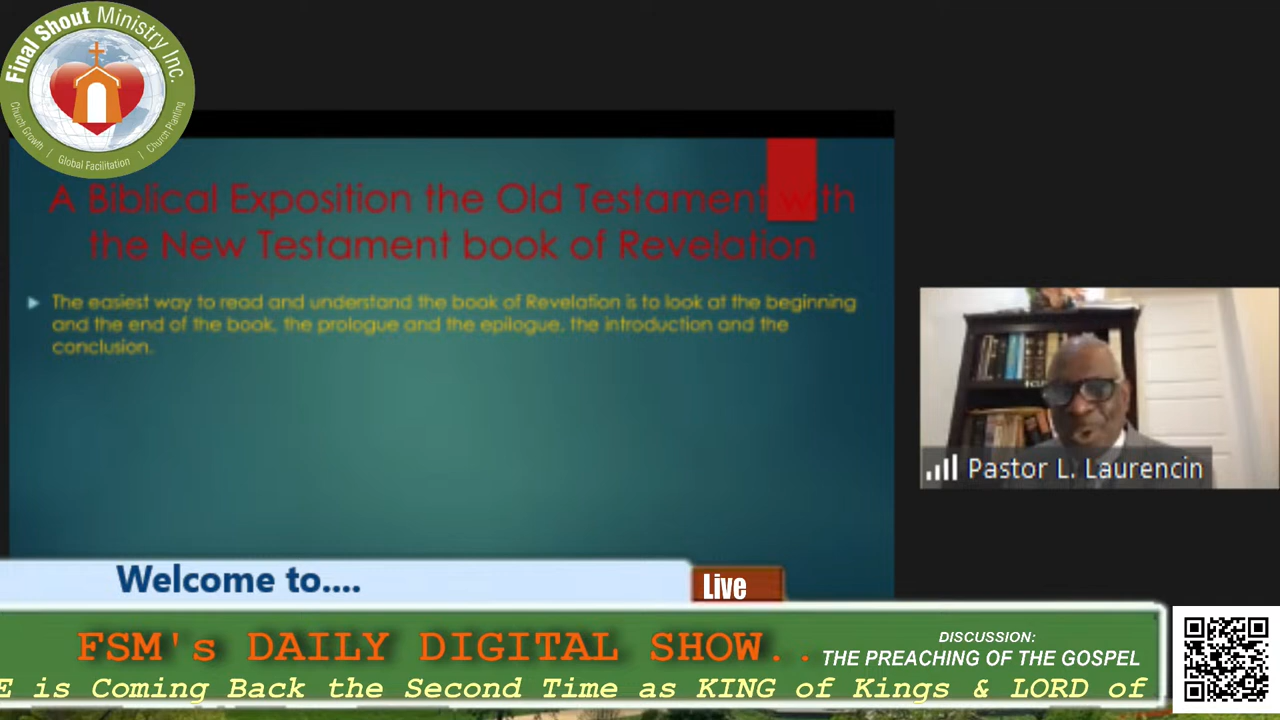 Final Shout Ministry Inc.
Church Growth | Global Facilitation | Church Planting
A Biblical Exposition the Old Testament with
the New Testament book of Revelation
The easiest way to read and understand the book of Revelation is to look at the beginning
and the end of the book, the prologue and the epilogue, the introduction and the
conclusion.
Pastor L. Laurencin
Welcome to....
Live
FSM's DAILY DIGITAL SHOW..
DISCUSSION:
THE PREACHING OF THE GOSPEL
E is Coming Back the Second Time as KING of Kings & LORD of